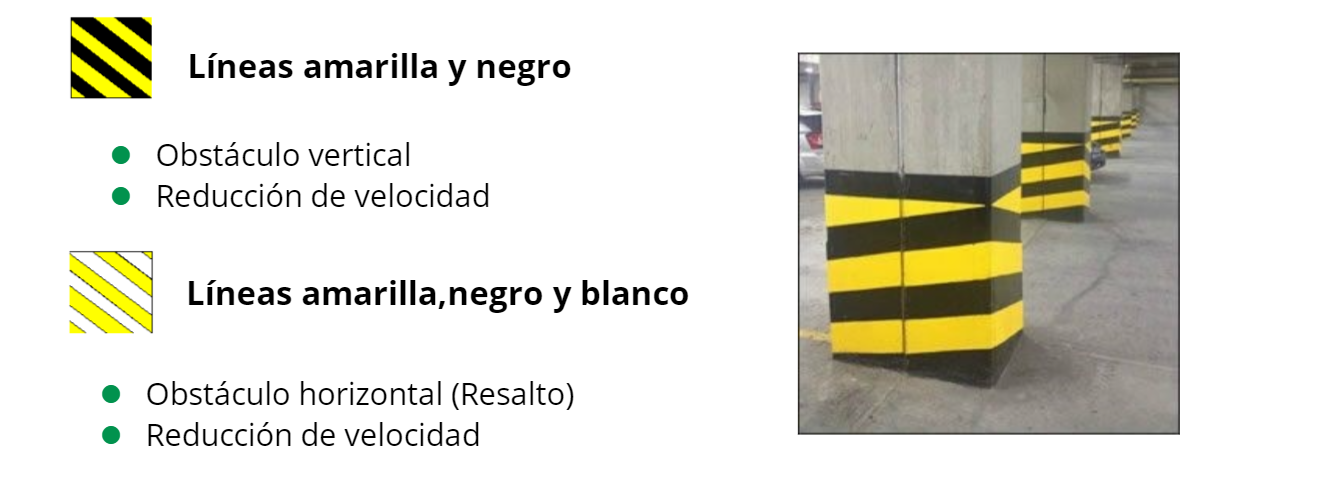 Líneas amarilla y negro
Obstáculo vertical
Reducción de velocidad
Líneas amarilla,negro y blanco
Obstáculo horizontal (Resalto)
Reducción de velocidad